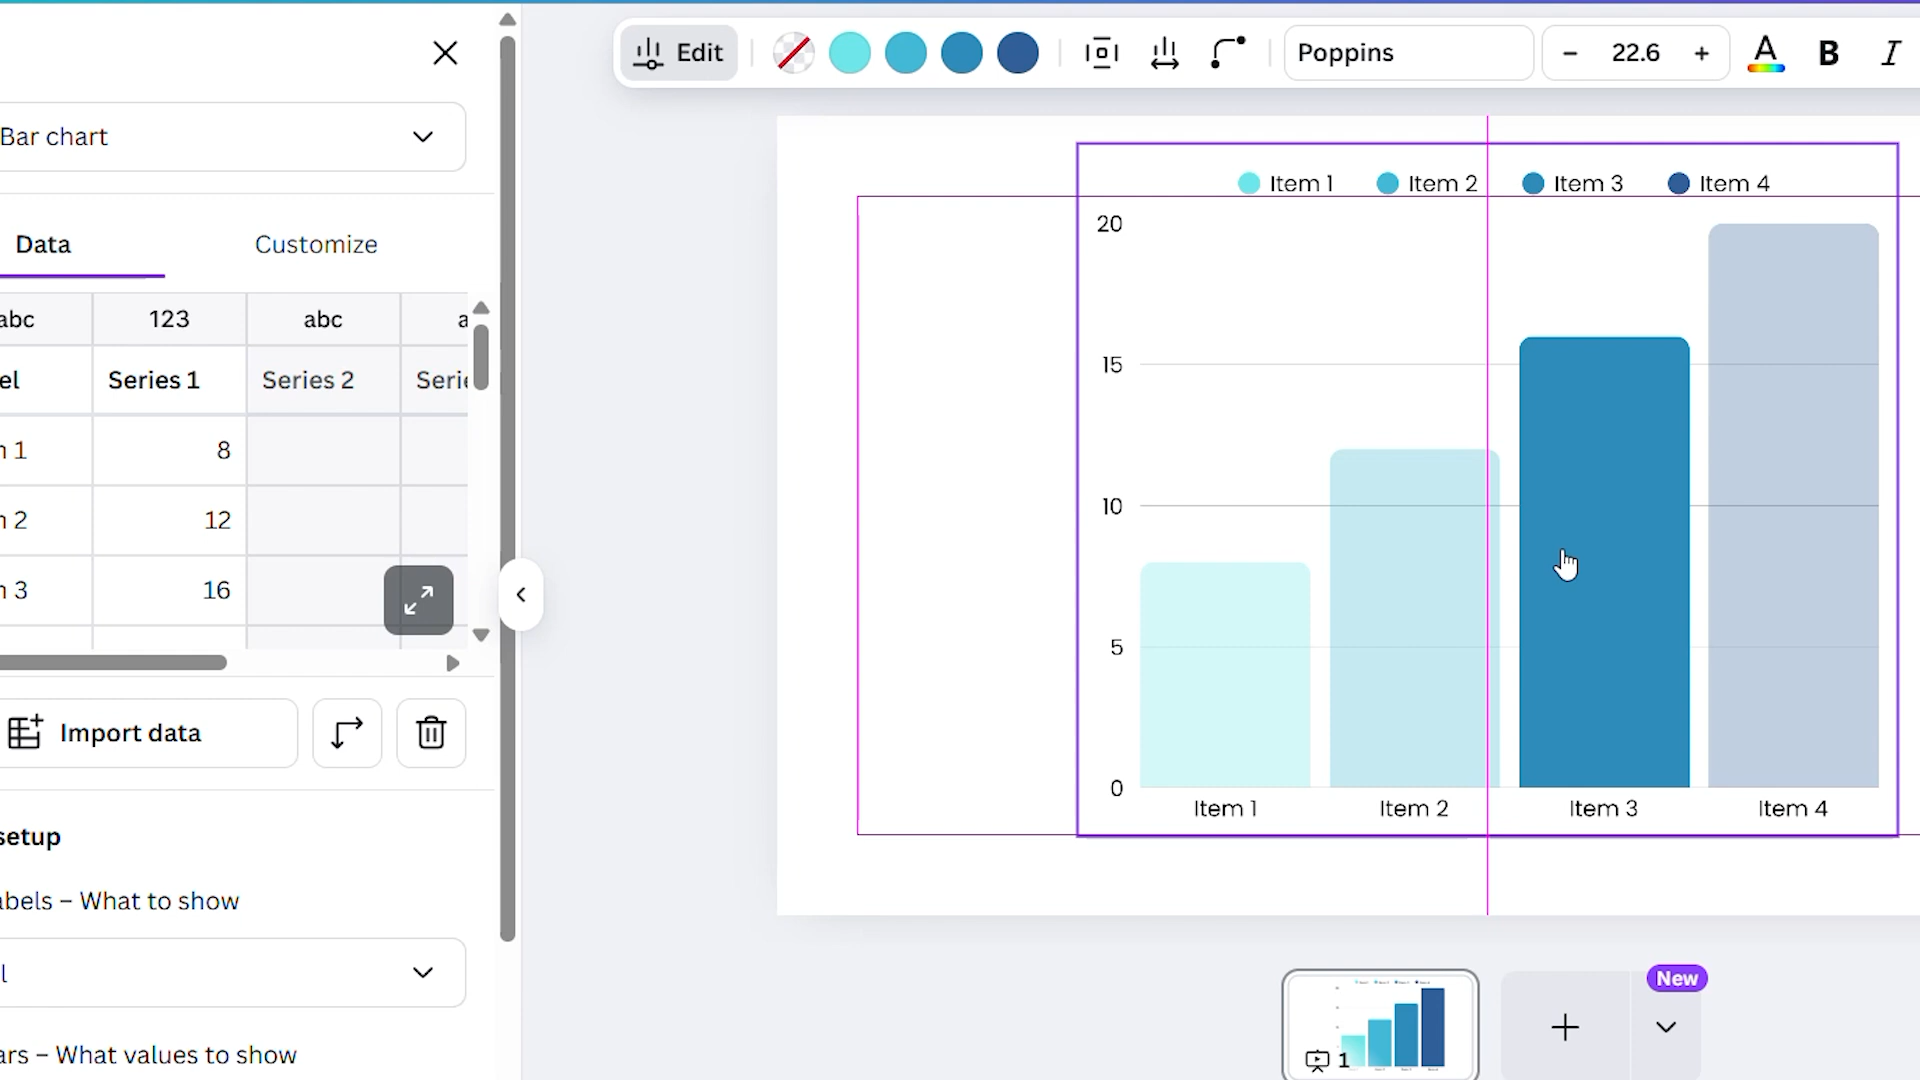 Edit
Poppins
- 22.6 +
A B I
Bar chart
Data Customize
abc 123 abc a
el Series 1 Series 2 Serie
n 1 8
n 2 12
n 3 16
Import data
setup
abels – What to show
l
ars – What values to show
Item 1 Item 2 Item 3 Item 4
20
15
10
5
0
Item 1 Item 2 Item 3 Item 4
New
1